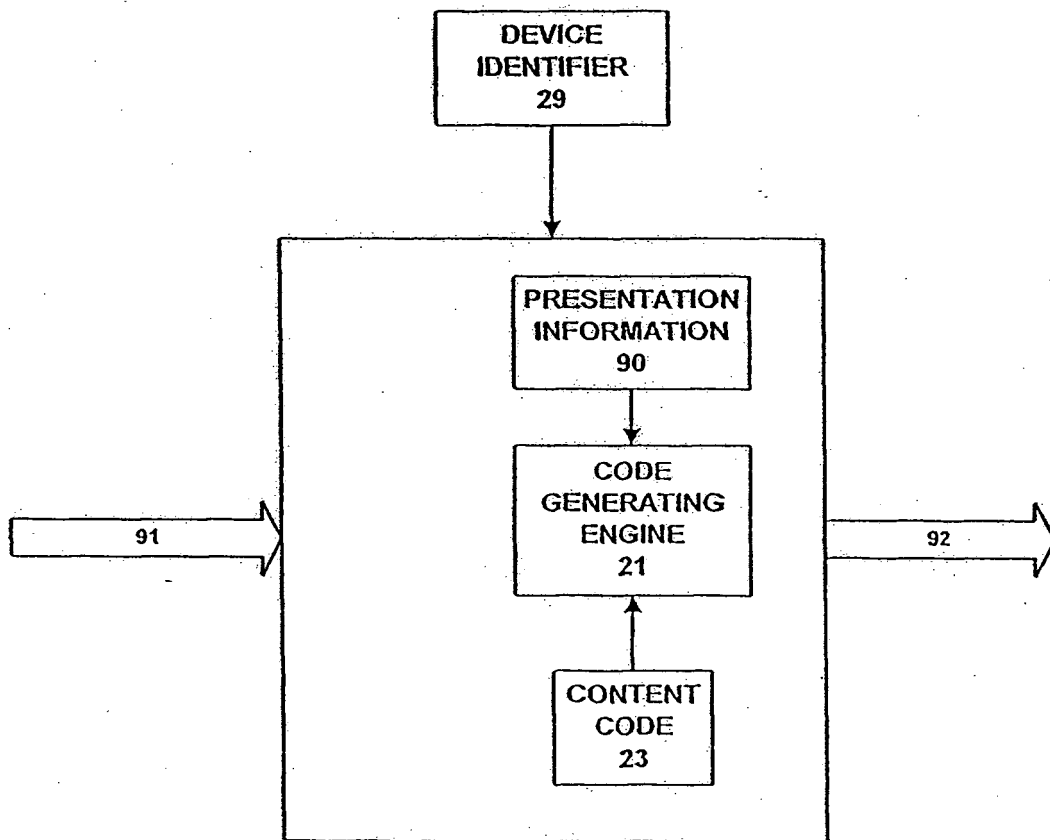 DEVICE
IDENTIFIER
29
PRESENTATION
INFORMATION
90
CODE
GENERATING
ENGINE
21
91
92
CONTENT
CODE
23